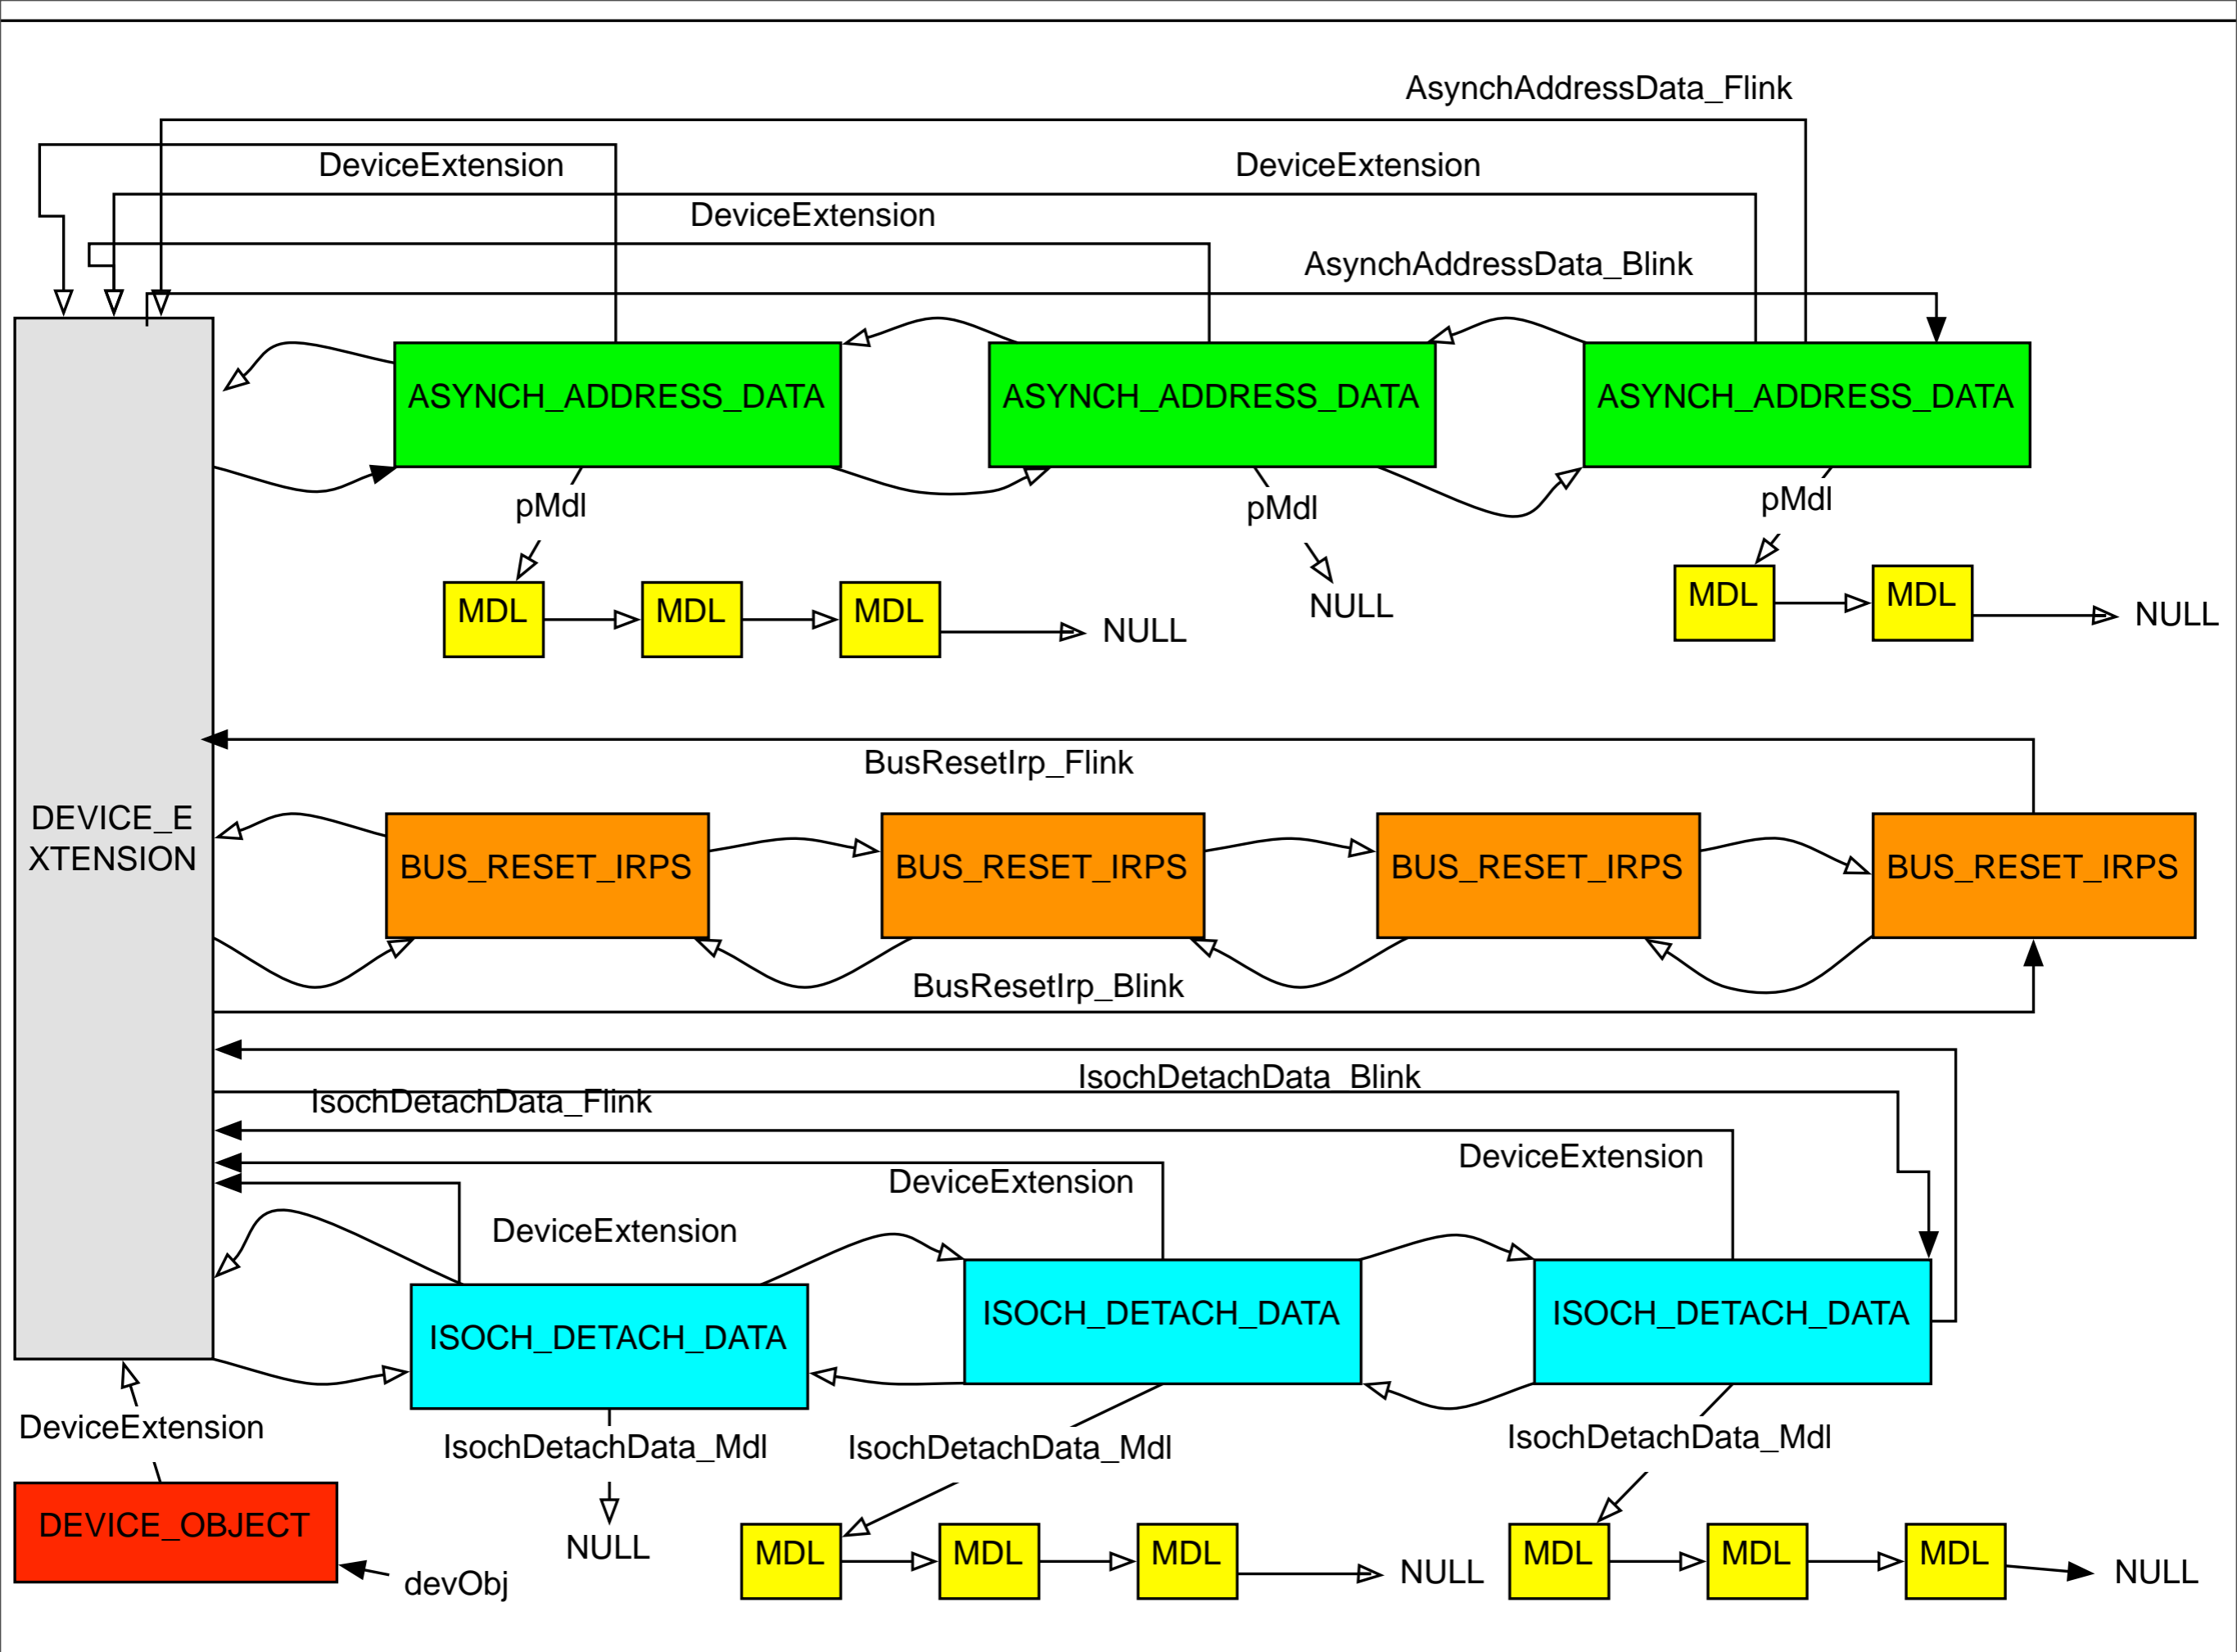 AsynchAddressData_Flink
DeviceExtension
DeviceExtension
DeviceExtension
AsynchAddressData_Blink
ASYNCH_ADDRESS_DATA
ASYNCH_ADDRESS_DATA
ASYNCH_ADDRESS_DATA
pMdl
pMdl
pMdl
MDL
MDL
MDL
NULL
NULL
MDL
MDL
NULL
BusResetIrp_Flink
DEVICE_E
XTENSION
BUS_RESET_IRPS
BUS_RESET_IRPS
BUS_RESET_IRPS
BUS_RESET_IRPS
BusResetIrp_Blink
IsochDetachData_Blink
IsochDetachData_Flink
DeviceExtension
DeviceExtension
DeviceExtension
ISOCH_DETACH_DATA
ISOCH_DETACH_DATA
ISOCH_DETACH_DATA
DeviceExtension
IsochDetachData_Mdl
IsochDetachData_Mdl
IsochDetachData_Mdl
DEVICE_OBJECT
devObj
NULL
MDL
MDL
MDL
NULL
MDL
MDL
MDL
NULL